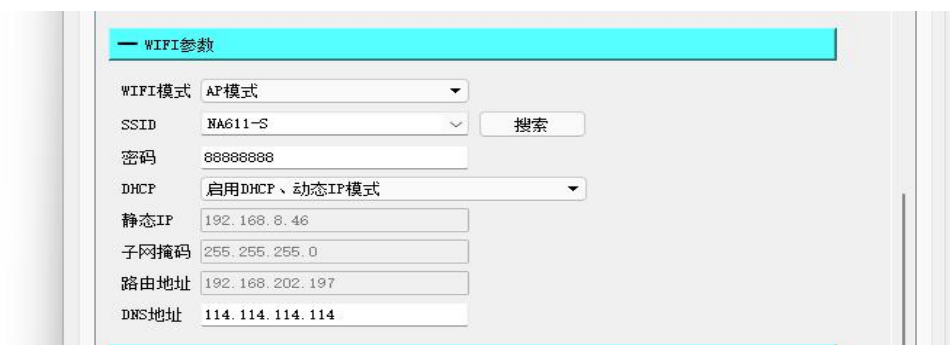 WIFI参数
WIFI模式 AP模式
SSID NA611-S 搜索
密码 88888888
DHCP 启用DHCP、动态IP模式
静态IP 192.168.8.46
子网掩码 255.255.255.0
路由地址 192.168.202.197
DNS地址 114.114.114.114